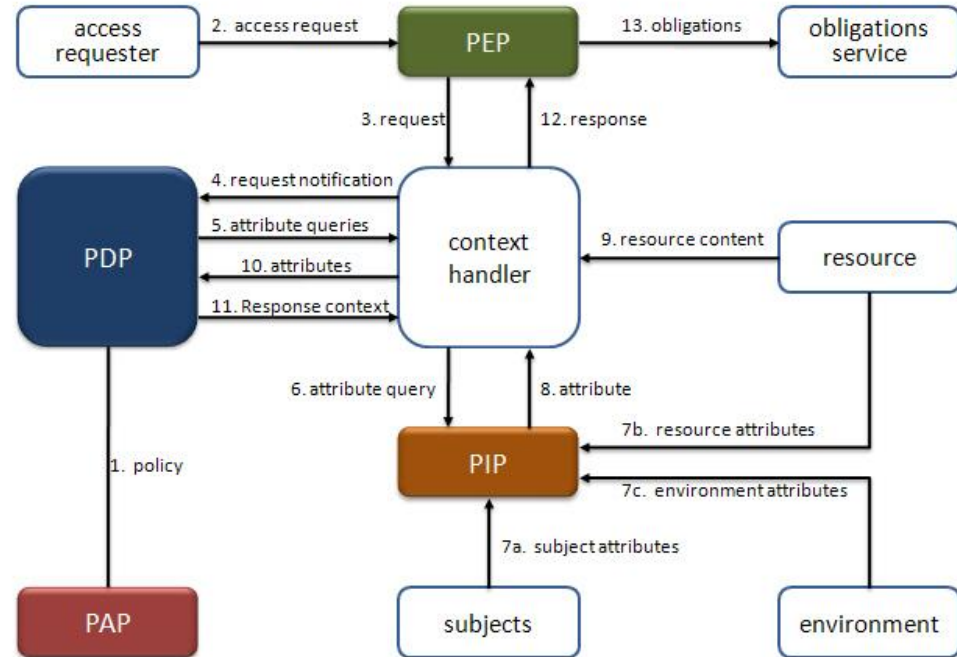 access
requester
2. access request
PEP
13. obligations
obligations
service
3. request
12. response
4. request notification
5. attribute queries
PDP
10. attributes
11. Response context
context
handler
9. resource content
resource
6. attribute query
8. attribute
7b. resource attributes
PIP
1. policy
7c. environment attributes
7a. subject attributes
PAP
subjects
environment